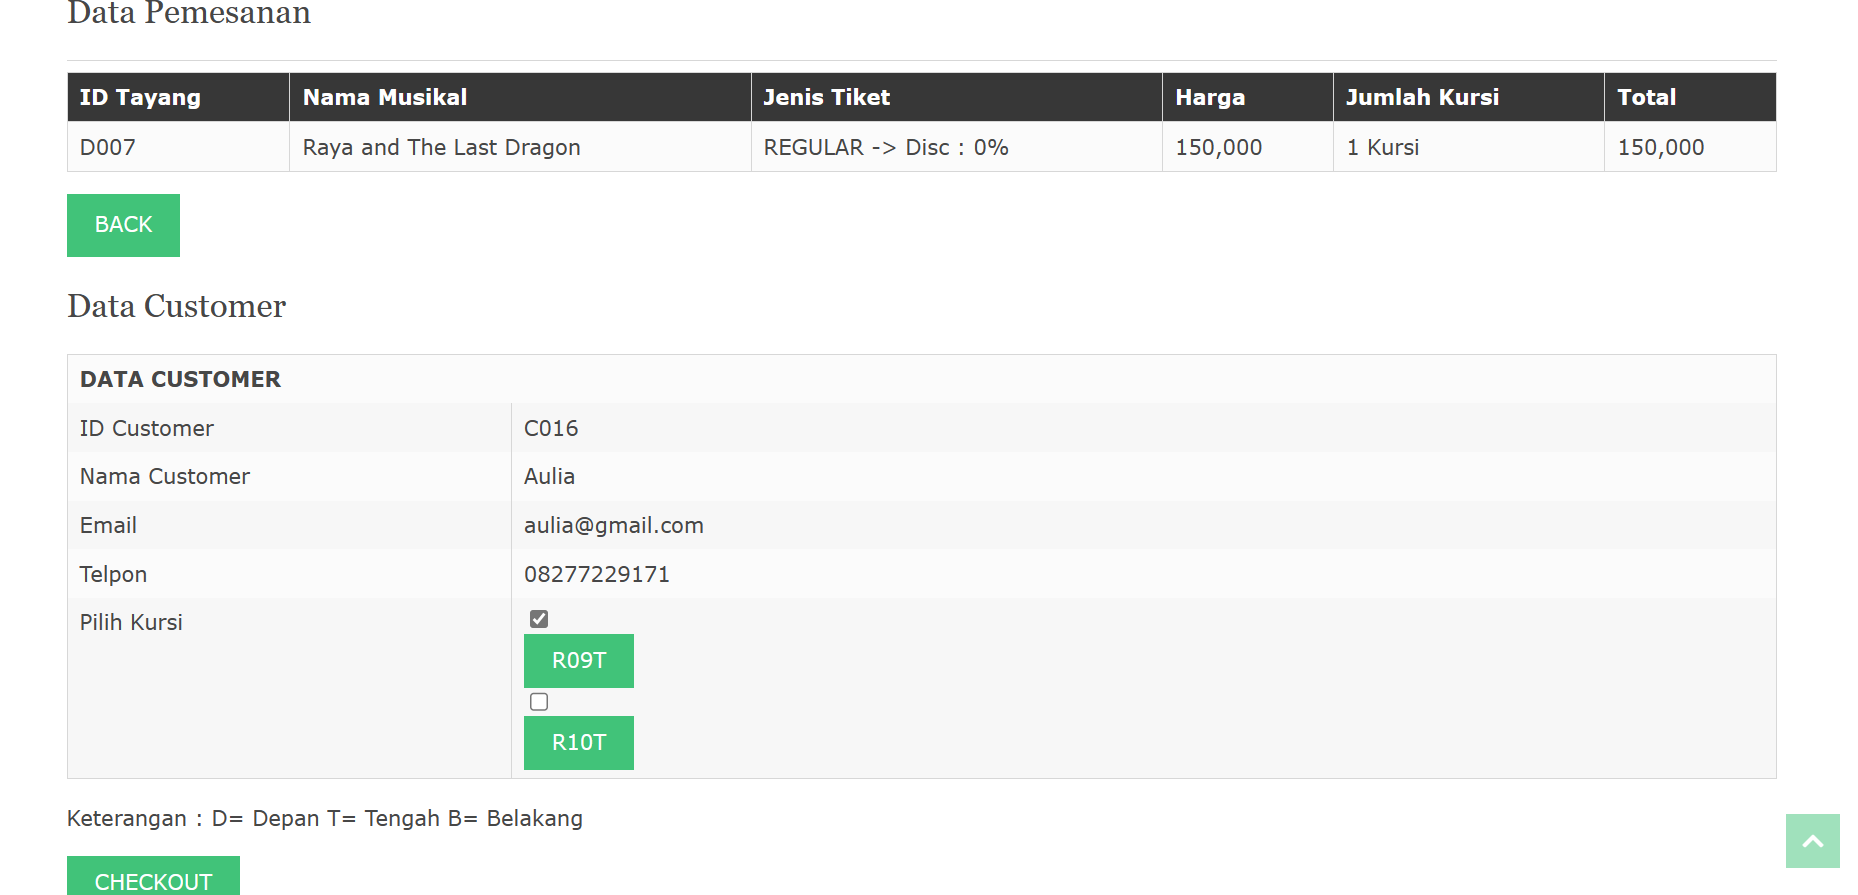 Data Pemesanan
ID Tayang Nama Musikal Jenis Tiket Harga Jumlah Kursi Total
D007 Raya and The Last Dragon REGULAR -> Disc : 0% 150,000 1 Kursi 150,000
BACK
Data Customer
DATA CUSTOMER
ID Customer C016
Nama Customer Aulia
Email aulia@gmail.com
Telpon 08277229171
Pilih Kursi
R09T
R10T
Keterangan : D= Depan T= Tengah B= Belakang
CHECKOUT